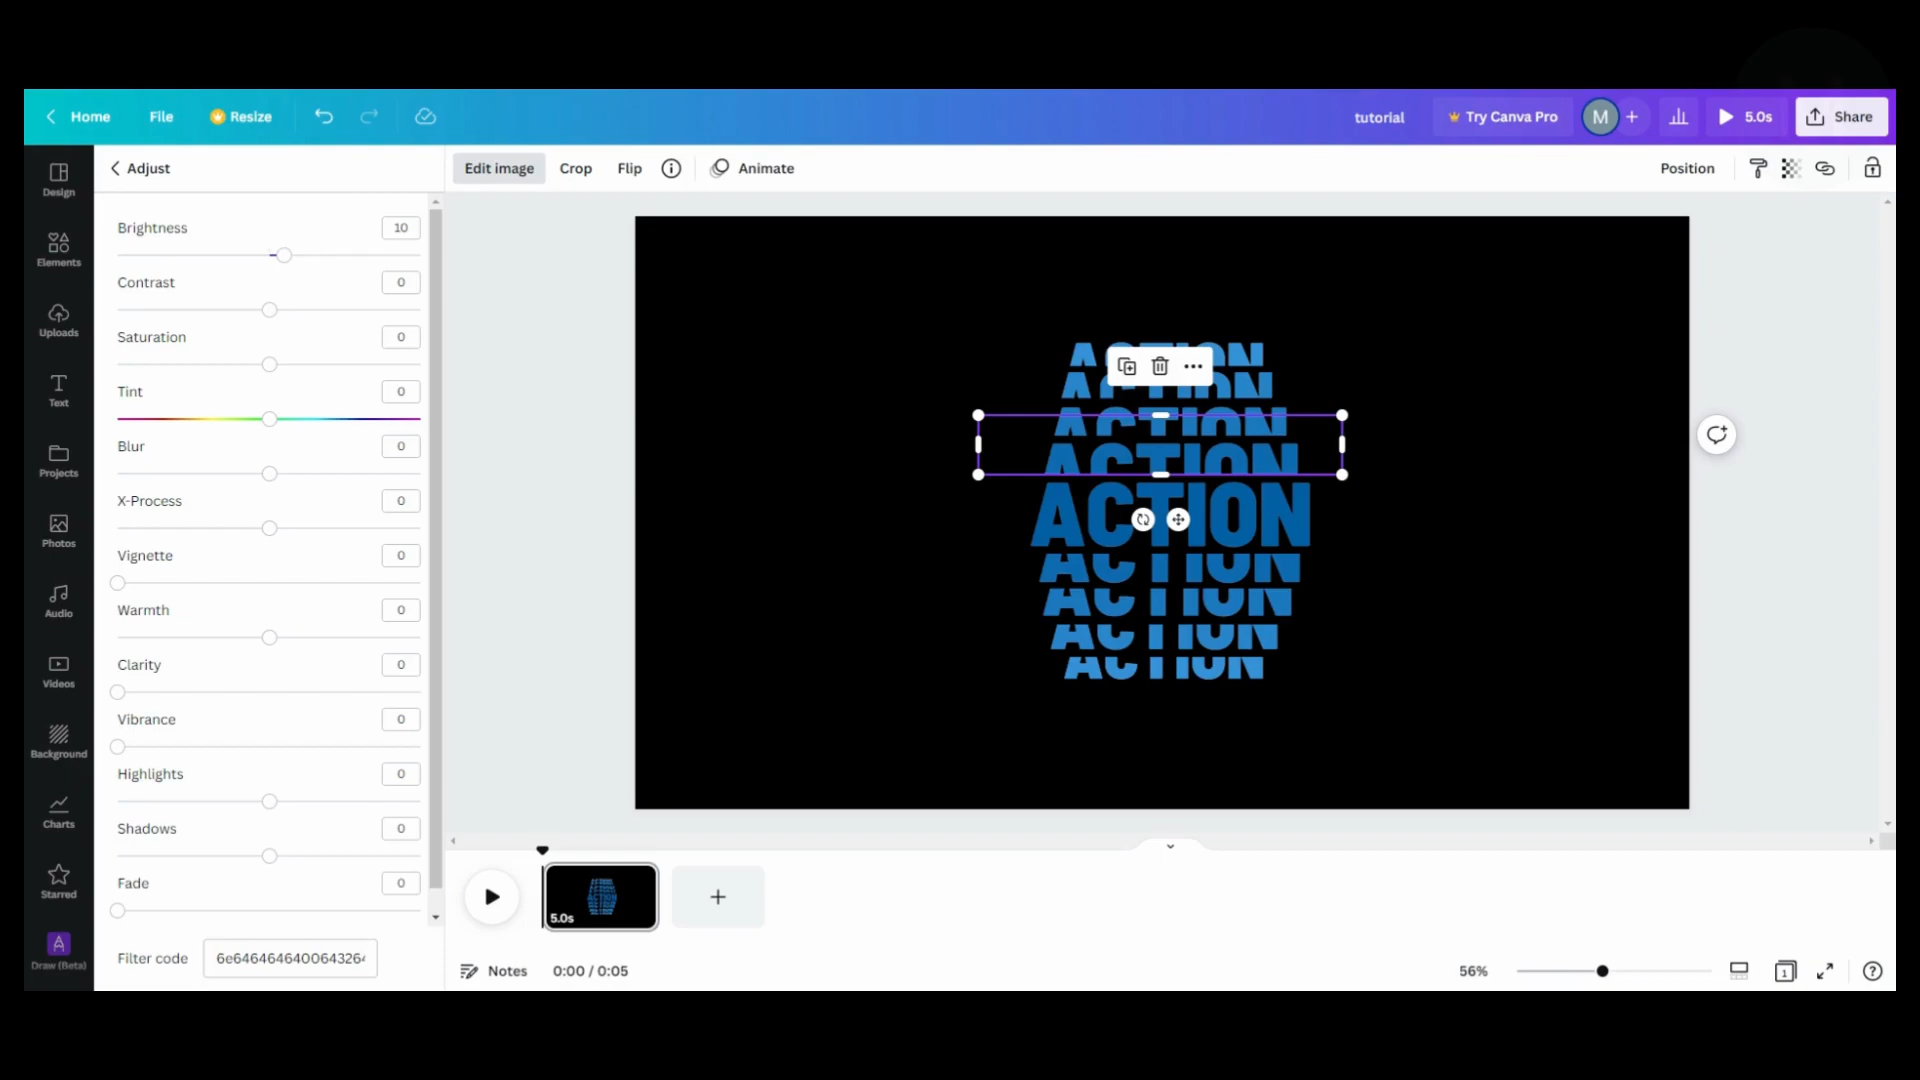 Home File Resize tutorial Try Canva Pro M 5.0s Share
Adjust Edit image Crop Flip Animate Position
Design
Elements
Uploads
Text
Projects
Photos
Audio
Videos
Background
Charts
Starred
Draw (Beta)
Brightness 10
Contrast 0
Saturation 0
Tint 0
Blur 0
X-Process 0
Vignette 0
Warmth 0
Clarity 0
Vibrance 0
Highlights 0
Shadows 0
Fade 0
Filter code 6e646464640064326
ACTION
ACTION
ACTION
ACTION
ACTION
ACTION
ACTION
ACTION
ACTION
ACTION
5.0s
Notes 0:00 / 0:05 56% 1